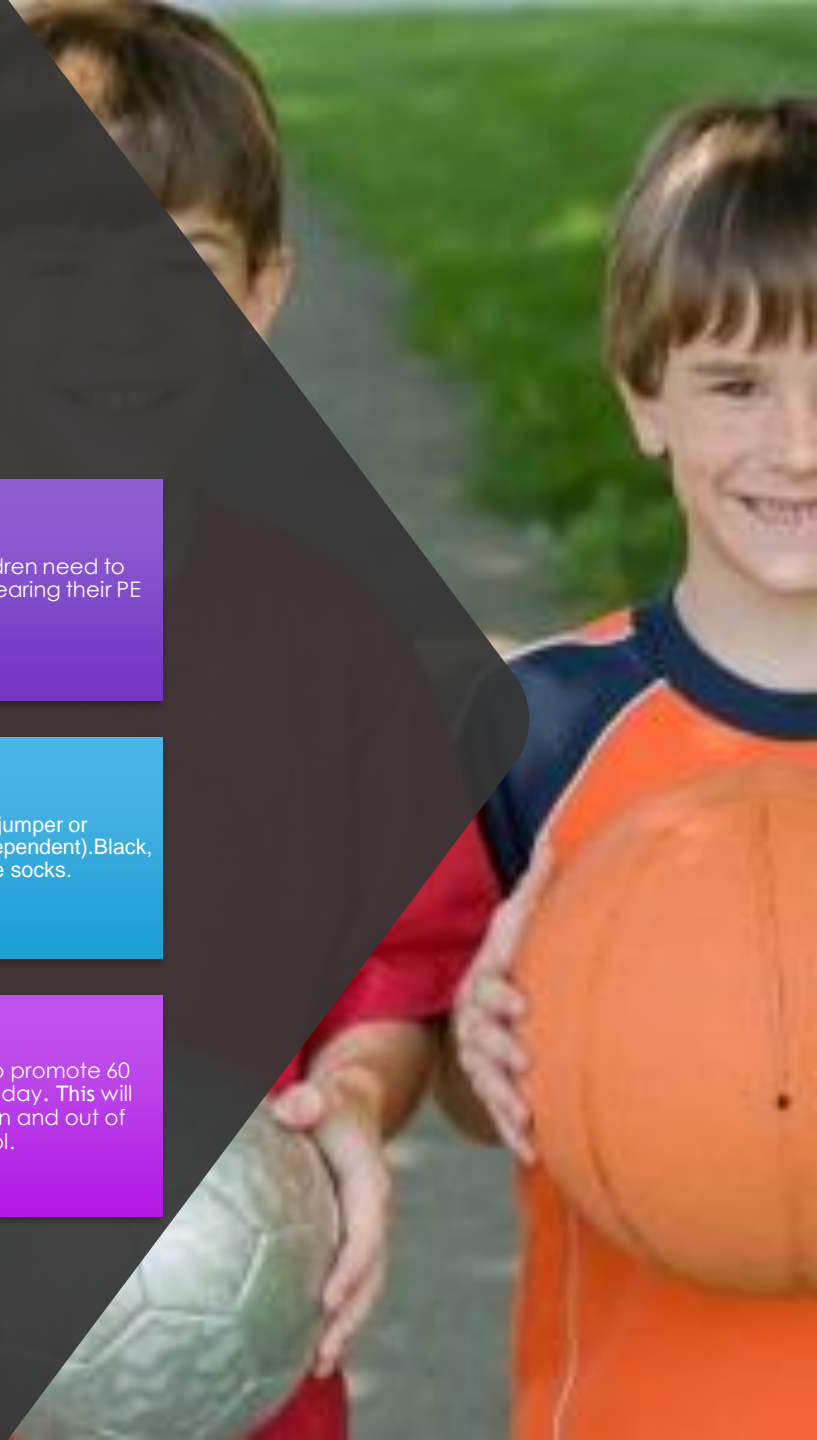 dren need to
earing their PE
jumper or
ependent).Black,
e socks.
o promote 60
day. This will
n and out of
ol.